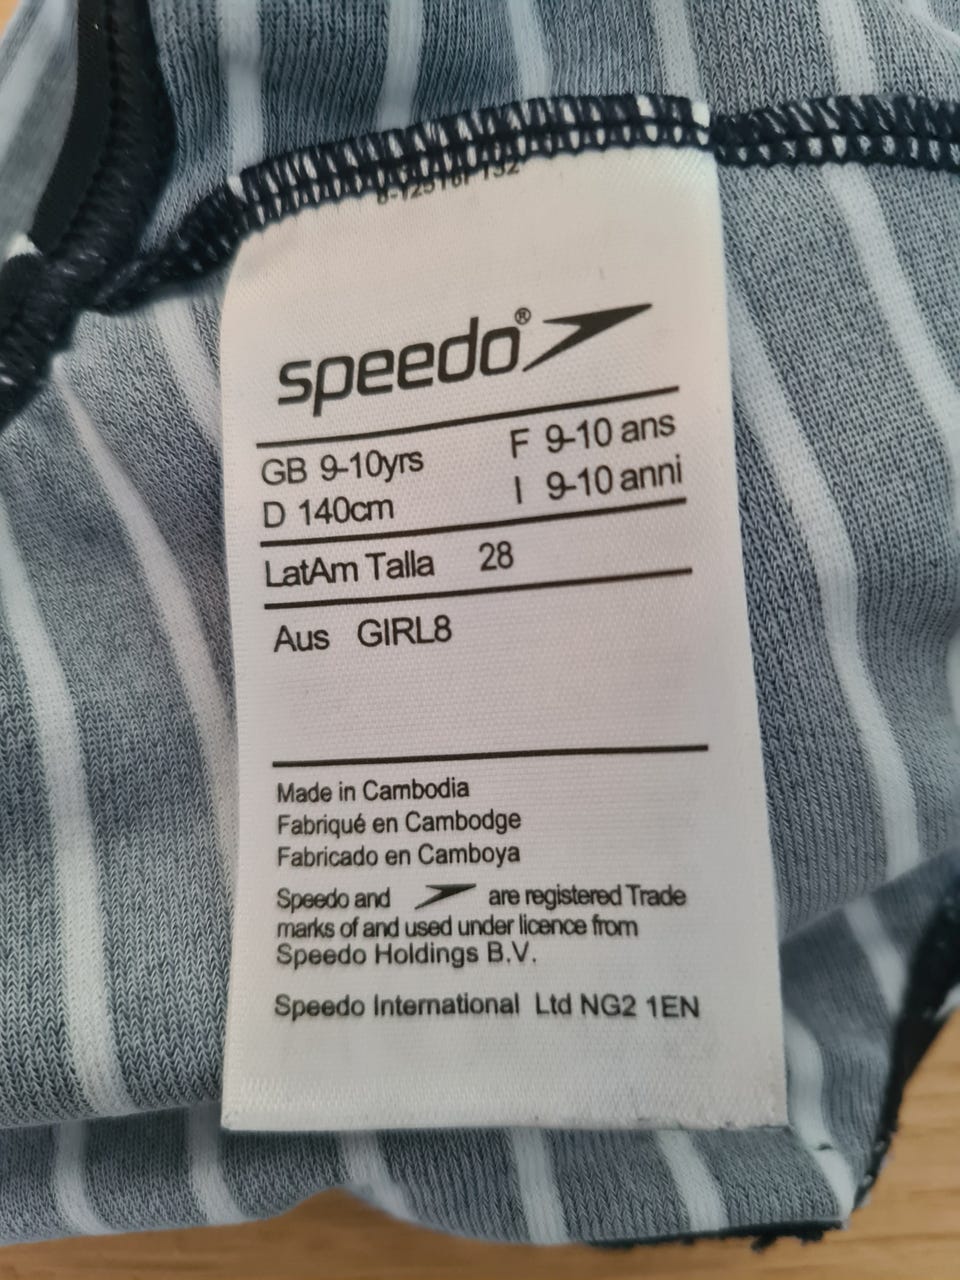 speedo®
GB 9-10yrs F 9-10 ans
D 140cm I 9-10 anni
LatAm Talla 28
Aus GIRL8
Made in Cambodia
Fabriqué en Cambodge
Fabricado en Camboya
Speedo and are registered Trade
marks of and used under licence from
Speedo Holdings B.V.
Speedo International Ltd NG2 1EN